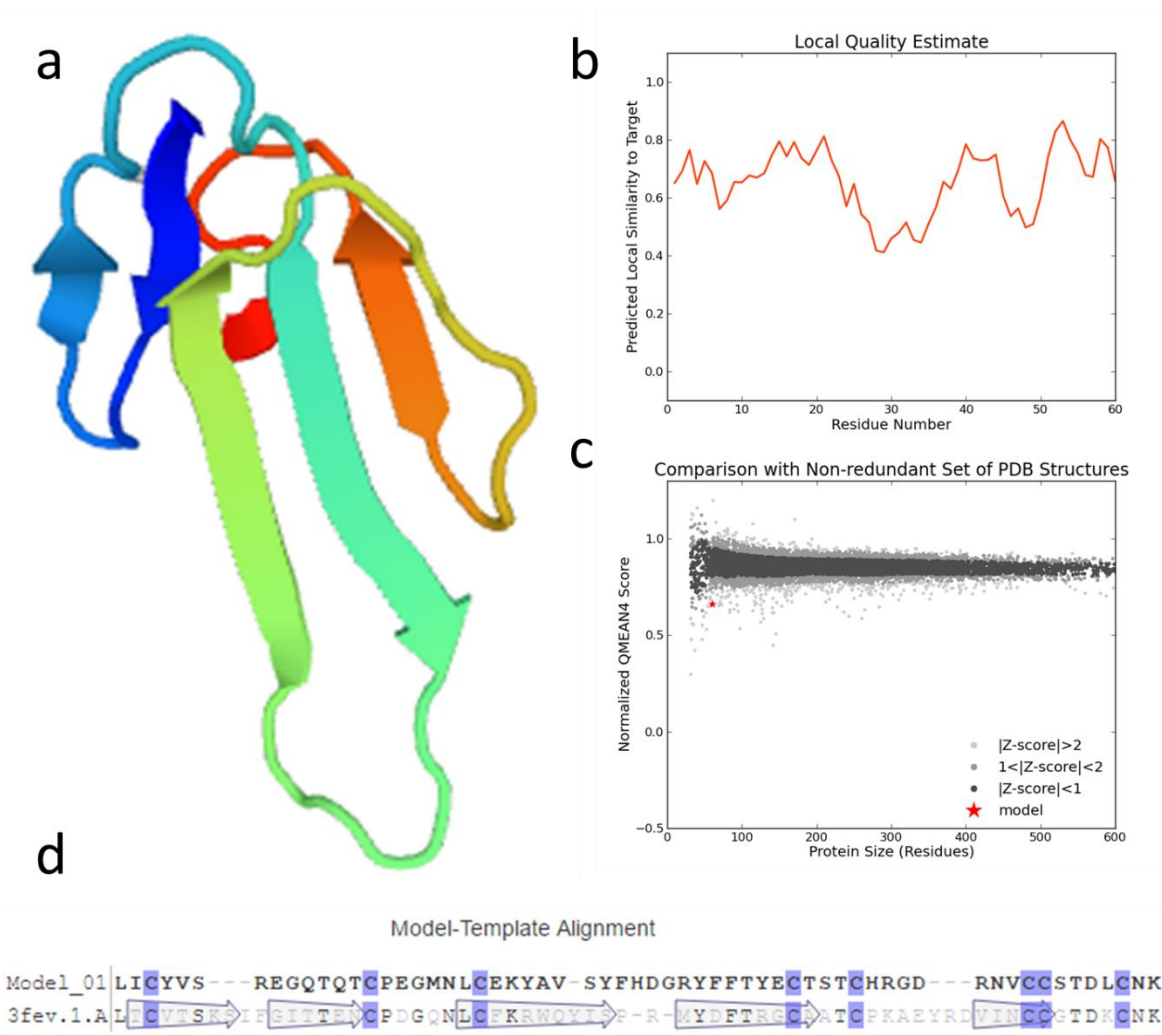 a
b
Local Quality Estimate
Predicted Local Similarity to Target
1.0
0.8
0.6
0.4
0.2
0.0
0 10 20 30 40 50 60
Residue Number
c
Comparison with Non-redundant Set of PDB Structures
Normalized QMEAN4 Score
1.0
0.5
0.0
−0.5
|Z-score|>2
1<|Z-score|<2
|Z-score|<1
model
0 100 200 300 400 500 600
Protein Size (Residues)
d
Model-Template Alignment
Model_01 LICYVS---REGQTQTCPEGMNLCEKYAV-SYFHDGRYFFTYECTSTCHRGD---RNVCCSTDLCNK
3fev.1.A LTCVTSKSIFGITTENCPDGQNLCFKRWQYISP-R-MYDFTRGCAATCPKAEYRDVINCCGTDKCNK